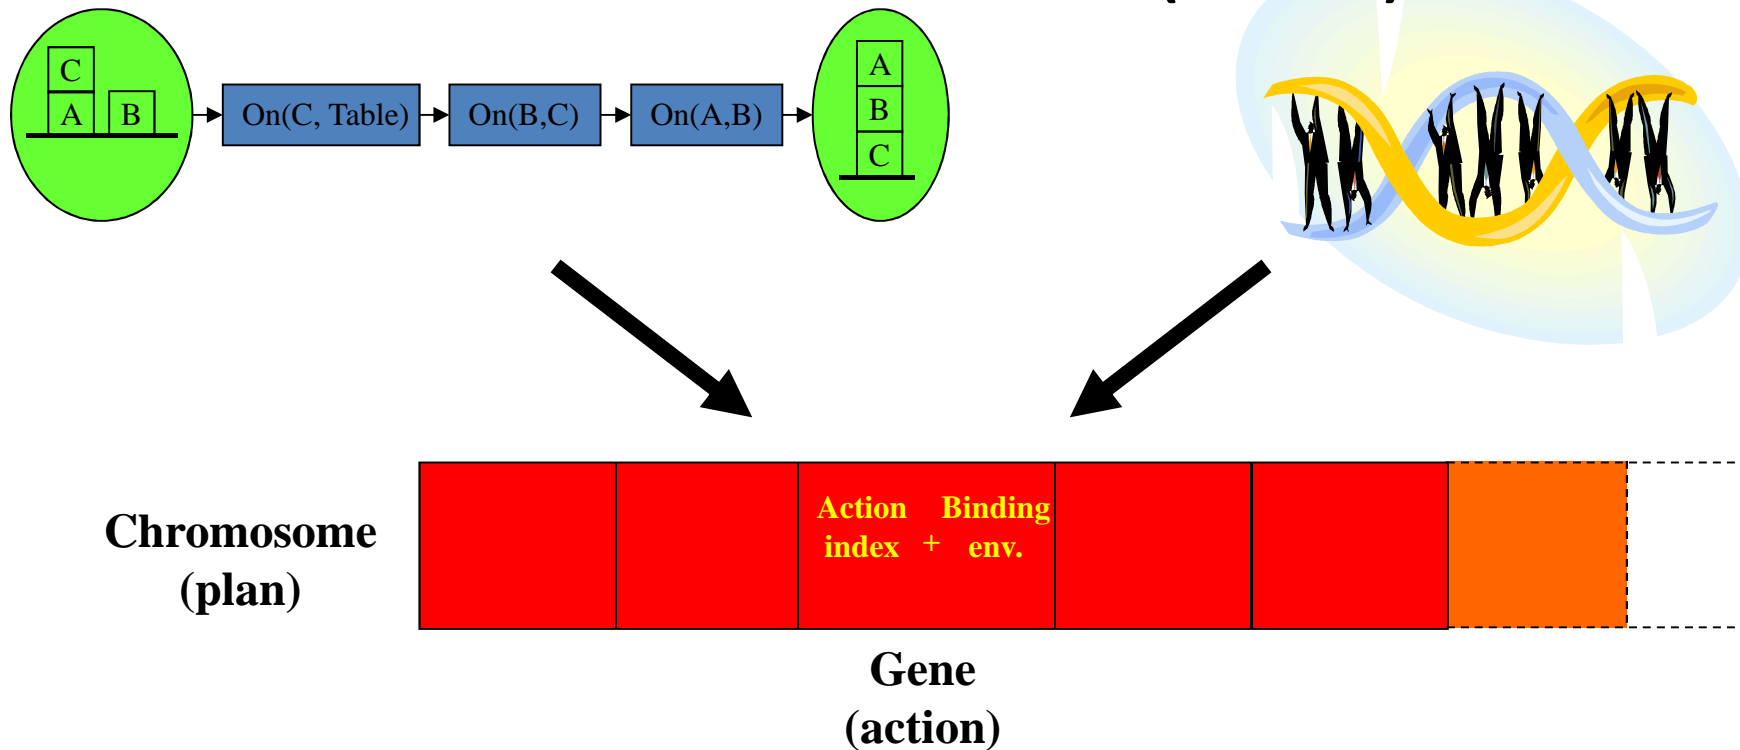 C
A B
On(C, Table) On(B,C) On(A,B)
A
B
C
Chromosome
(plan)
Action Binding
index + env.
Gene
(action)